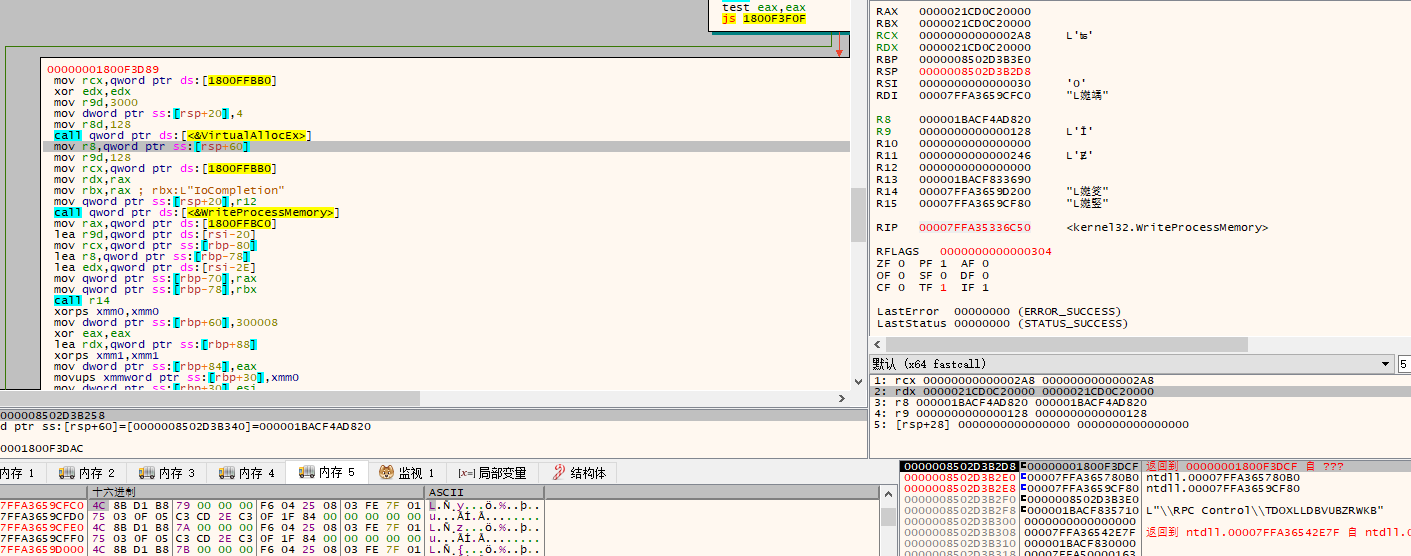 test eax,eax
js 1800F3F0F
00000001800F3D89
mov rcx,qword ptr ds:[1800FFBB0]
xor edx,edx
mov r9d,3000
mov dword ptr ss:[rsp+20],4
mov r8d,128
call qword ptr ds:[<&VirtualAllocEx>]
mov r8,qword ptr ss:[rsp+60]
mov r9d,128
mov rcx,qword ptr ds:[1800FFBB0]
mov rdx,rax
mov rbx,rax ; rbx:L"IoCompletion"
mov qword ptr ss:[rsp+20],r12
call qword ptr ds:[<&WriteProcessMemory>]
mov rax,qword ptr ds:[1800FFBC0]
lea r9d,qword ptr ds:[rsi-20]
mov rcx,qword ptr ss:[rbp-80]
lea r8,qword ptr ss:[rbp-78]
lea edx,qword ptr ds:[rsi-2E]
mov qword ptr ss:[rbp-70],rax
mov qword ptr ss:[rbp-78],rbx
call r14
xorps xmm0,xmm0
mov dword ptr ss:[rbp+60],300008
xor eax,eax
lea rdx,qword ptr ss:[rbp+88]
xorps xmm1,xmm1
mov dword ptr ss:[rbp+84],eax
movups xmmword ptr ss:[rbp+30],xmm0
mov dword ptr ss:[rbp+30],esi
000008502D3B258
d ptr ss:[rsp+60]=[0000008502D3B340]=000001BACF4AD820
0001800F3DAC
RAX 0000021CD0C20000
RBX 0000021CD0C20000
RCX 00000000000002A8 L'ʨ'
RDX 0000021CD0C20000
RBP 0000008502D3B3E0
RSP 0000008502D3B2D8
RSI 0000000000000030 '0'
RDI 00007FFA3659CFC0
R8 000001BACF4AD820
R9 0000000000000128 L'Ĩ'
R10 0000000000000000
R11 0000000000000246 L'Ɇ'
R12 0000000000000000
R13 000001BACF833690
R14 00007FFA3659D200
R15 00007FFA3659CF80
RIP 00007FFA35336C50 <kernel32.WriteProcessMemory>
RFLAGS 0000000000000304
ZF 0 PF 1 AF 0
OF 0 SF 0 DF 0
CF 0 TF 1 IF 1
LastError 00000000 (ERROR_SUCCESS)
LastStatus 00000000 (STATUS_SUCCESS)
默认 (x64 fastcall)
5
1: rcx 00000000000002A8 00000000000002A8
2: rdx 0000021CD0C20000 0000021CD0C20000
3: r8 000001BACF4AD820 000001BACF4AD820
4: r9 0000000000000128 0000000000000128
5: [rsp+28] 0000000000000000 0000000000000000
内存 1 内存 2 内存 3 内存 4 内存 5 监视 1 [x=] 局部变量 结构体
十六进制 ASCII
7FFA3659CFC0 4C 8B D1 B8 79 00 00 00 F6 04 25 08 03 FE 7F 01 L.Ñ¸y...ö.%..þ..
7FFA3659CFD0 75 03 0F 05 C3 CD 2E C3 0F 1F 84 00 00 00 00 00 u...ÃÍ.Ã........
7FFA3659CFE0 4C 8B D1 B8 7A 00 00 00 F6 04 25 08 03 FE 7F 01 L.Ñ¸z...ö.%..þ..
7FFA3659CFF0 75 03 0F 05 C3 CD 2E C3 0F 1F 84 00 00 00 00 00 u...ÃÍ.Ã........
7FFA3659D000 4C 8B D1 B8 7B 00 00 00 F6 04 25 08 03 FE 7F 01 L.Ñ¸{...ö.%..þ..
0000008502D3B2D8 00000001800F3DCF 返回到 00000001800F3DCF 自 ???
0000008502D3B2E0 00007FFA365780B0 ntdll.00007FFA365780B0
0000008502D3B2E8 00007FFA3659CF80 ntdll.00007FFA3659CF80
0000008502D3B2F0 0000008502D3B3E0
0000008502D3B2F8 000001BACF835710 L"\\RPC Control\\TDOXLLDBVUBZRWKB"
0000008502D3B300 0000000000000000
0000008502D3B308 00007FFA36542E7F 返回到 ntdll.00007FFA36542E7F 自 ntdll.0
0000008502D3B310 000001BACF830000
0000008502D3B318 00007FFA50000163